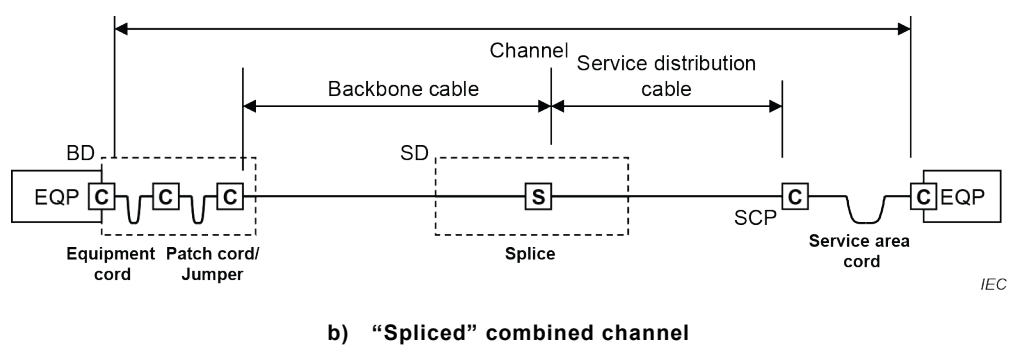 Channel
Service distribution
cable
Backbone cable
BD
SD
EQP
C
C
C
S
C
C
EQP
SCP
Equipment
cord
Patch cord/
Jumper
Splice
Service area
cord
IEC
b) “Spliced” combined channel